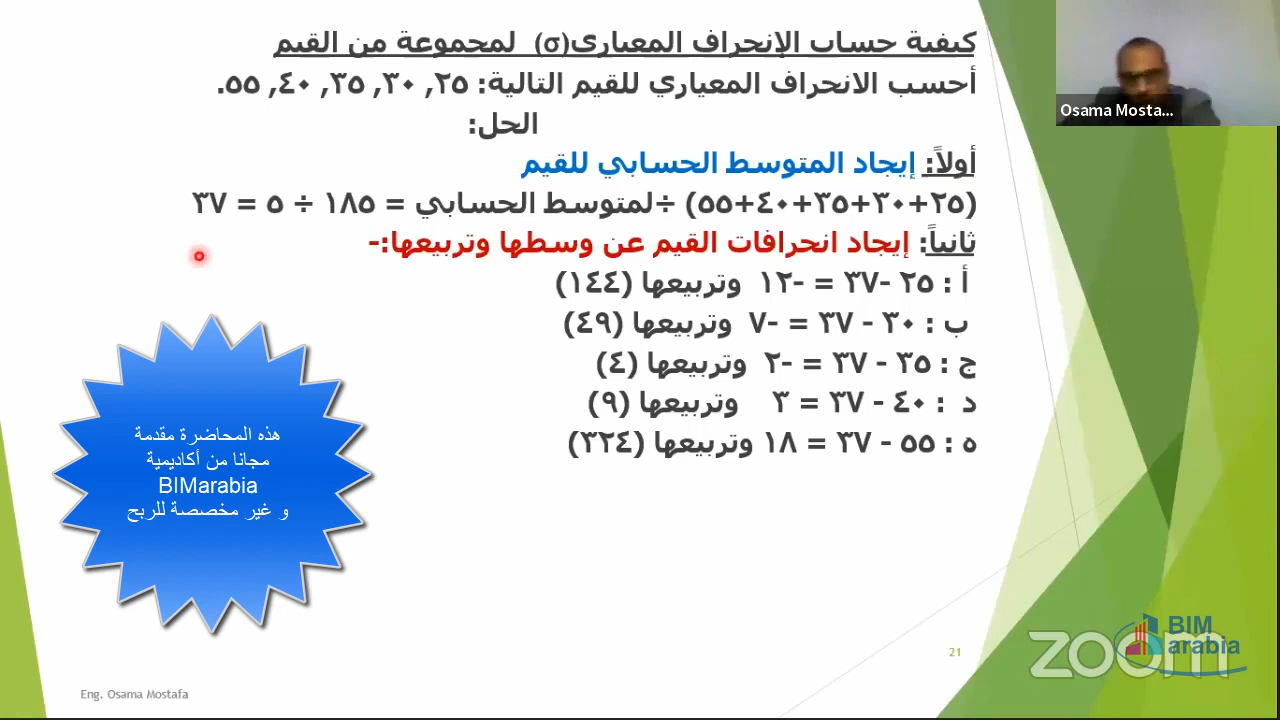 كيفية حساب الإنحراف المعياري(σ) لمجموعة من القيم
أحسب الانحراف المعياري للقيم التالية: ٢٥, ٣٠, ٣٥, ٤٠, ٥٥.
الحل:
أولاً: إيجاد المتوسط الحسابي للقيم
(٢٥+٣٠+٣٥+٤٠+٥٥) ÷لمتوسط الحسابي = ١٨٥ ÷ ٥ = ٣٧
ثانياً: إيجاد انحرافات القيم عن وسطها وتربيعها:-
أ : ٢٥ -٣٧ = -١٢ وتربيعها (١٤٤)
ب : ٣٠ - ٣٧ = -٧ وتربيعها (٤٩)
ج : ٣٥ - ٣٧ = -٢ وتربيعها (٤)
د : ٤٠ - ٣٧ = ٣ وتربيعها (٩)
ه : ٥٥ - ٣٧ = ١٨ وتربيعها (٣٢٤)
هذه المحاضرة مقدمة
مجانا من أكاديمية
BIMarabia
و غير مخصصة للربح
Osama Mosta...
21
Eng. Osama Mostafa
zoom
BIM
arabia